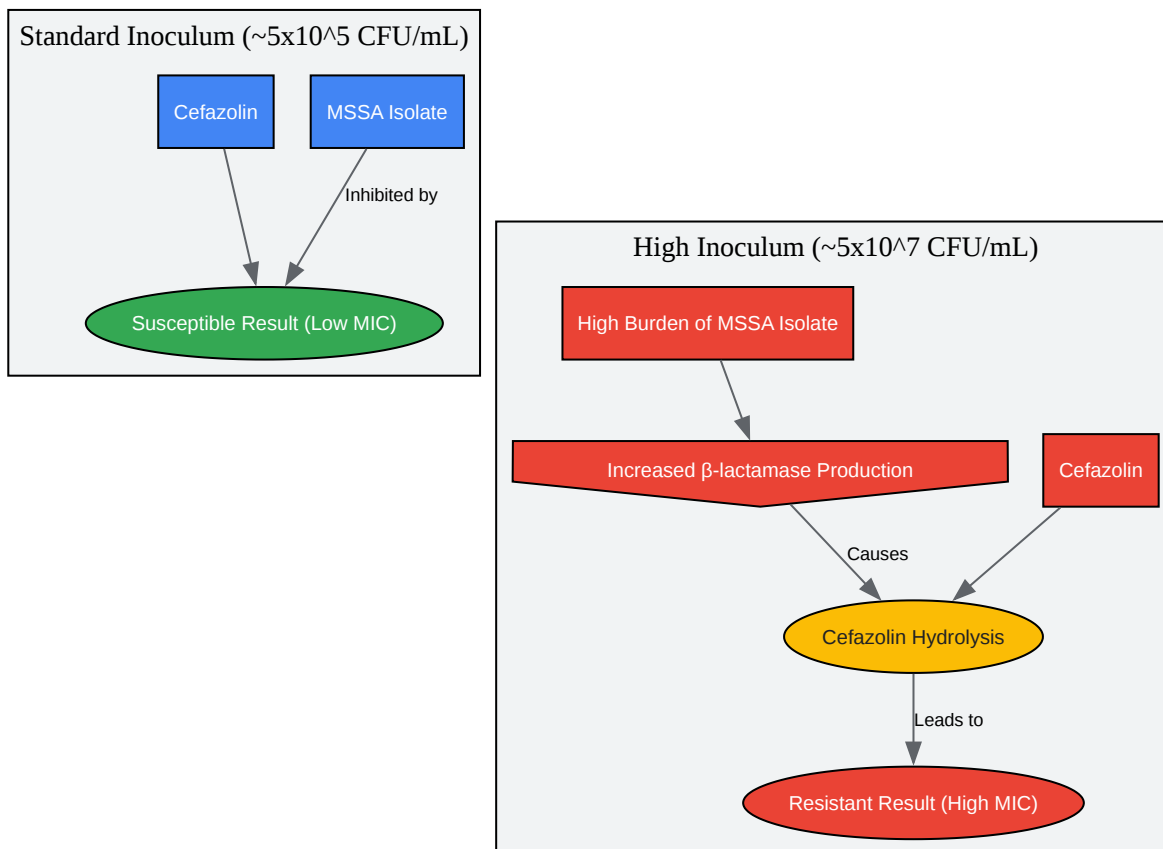 Standard Inoculum (~5x10^5 CFU/mL)
Cefazolin
MSSA Isolate
Inhibited by
Susceptible Result (Low MIC)
High Inoculum (~5x10^7 CFU/mL)
High Burden of MSSA Isolate
Increased β-lactamase Production
Cefazolin
Causes
Cefazolin Hydrolysis
Leads to
Resistant Result (High MIC)